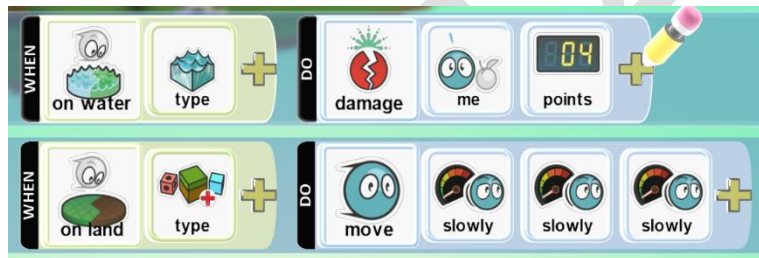 WHEN on water type DO damage me 04 points
WHEN on land type DO move slowly slowly slowly